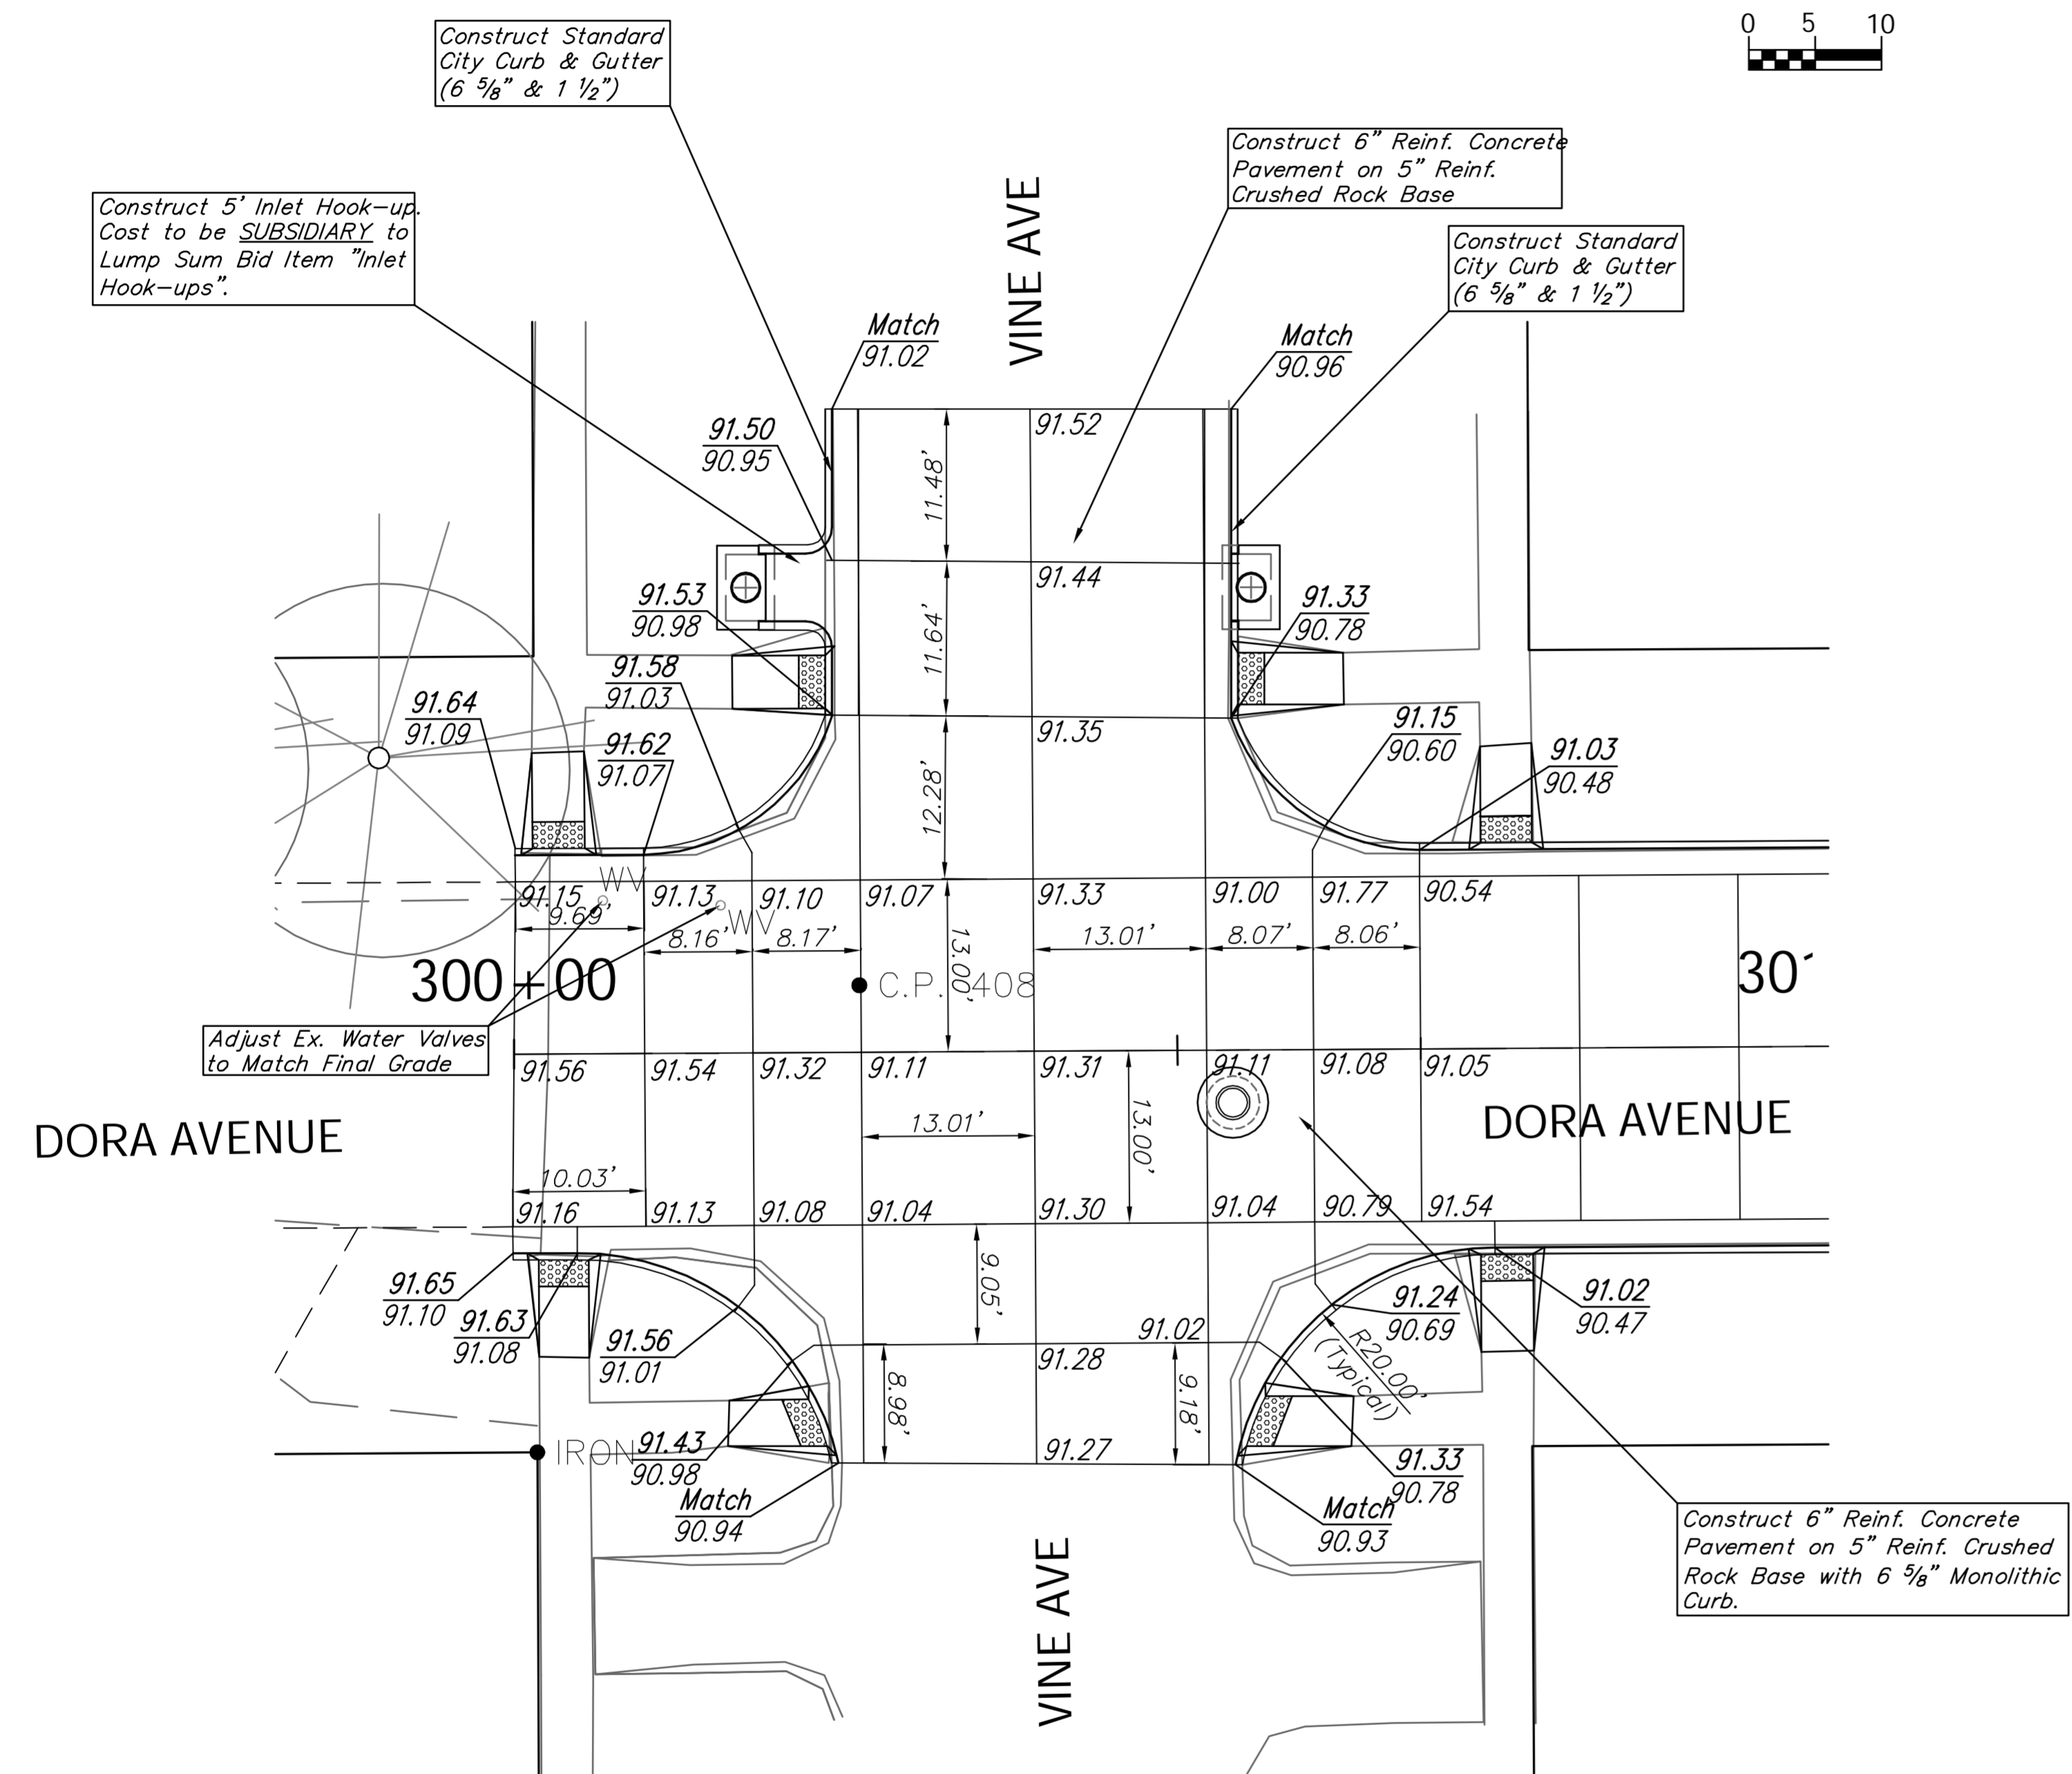 0 5 10
Construct Standard
City Curb & Gutter
(6 ⅝" & 1 ½")
Construct 6" Reinf. Concrete
Pavement on 5" Reinf.
Crushed Rock Base
Construct 5' Inlet Hook-up.
Cost to be SUBSIDIARY to
Lump Sum Bid Item "Inlet
Hook-ups".
VINE AVE
Construct Standard
City Curb & Gutter
(6 ⅝" & 1 ½")
Match
91.02
Match
90.96
91.50
90.95
91.52
11.48'
91.44
91.53
90.98
91.33
90.78
11.64'
91.58
91.03
91.64
91.09
91.62
91.07
91.35
91.15
90.60
91.03
90.48
12.28'
WV
91.15 91.13 91.10 91.07 91.33 91.00 91.77 90.54
9.69'
WV
8.16' 8.17' 13.00' 13.01' 8.07' 8.06'
300+00
C.P. 408
301
Adjust Ex. Water Valves
to Match Final Grade
91.56 91.54 91.32 91.11 91.31 91.11 91.08 91.05
DORA AVENUE
13.01'
13.00'
DORA AVENUE
10.03'
91.16 91.13 91.08 91.04 91.30 91.04 90.79 91.54
91.65
91.10
91.63
91.08
91.56
91.01
9.05'
91.02
91.28
91.24
90.69
91.02
90.47
R20.00'
(Typical)
8.98'
9.18'
IRON
91.43
90.98
91.27
91.33
90.78
Match
90.94
Match
90.93
VINE AVE
Construct 6" Reinf. Concrete
Pavement on 5" Reinf. Crushed
Rock Base with 6 ⅝" Monolithic
Curb.